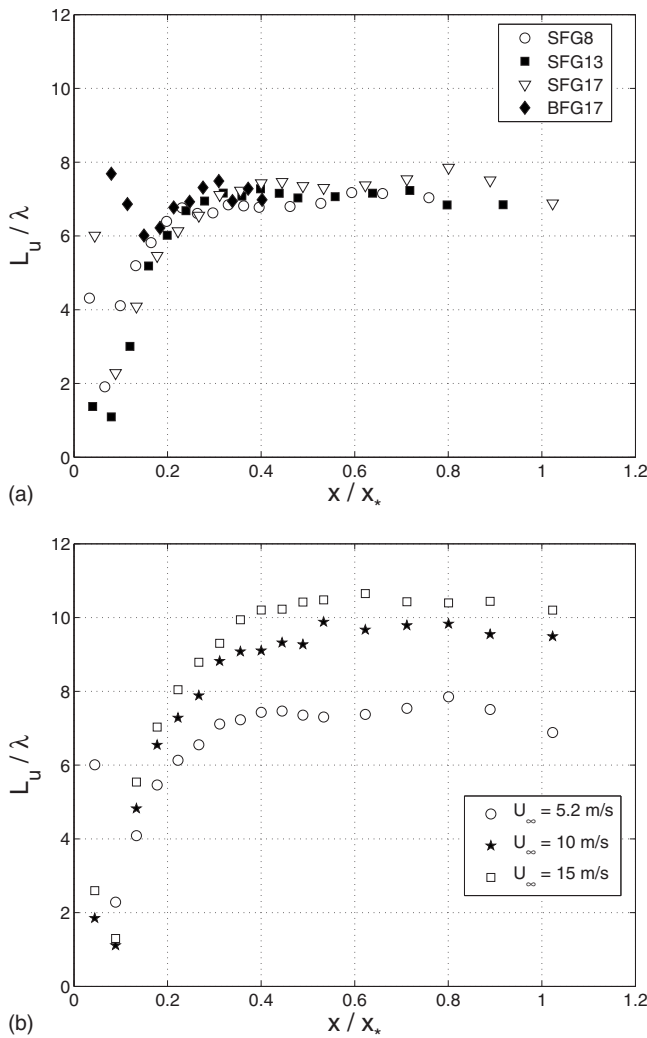 12
10
8
6
4
2
0
L_u / λ
SFG8
SFG13
SFG17
BFG17
0 0.2 0.4 0.6 0.8 1 1.2
x / x_*
(a)
12
10
8
6
4
2
0
L_u / λ
U_∞ = 5.2 m/s
U_∞ = 10 m/s
U_∞ = 15 m/s
0 0.2 0.4 0.6 0.8 1 1.2
x / x_*
(b)